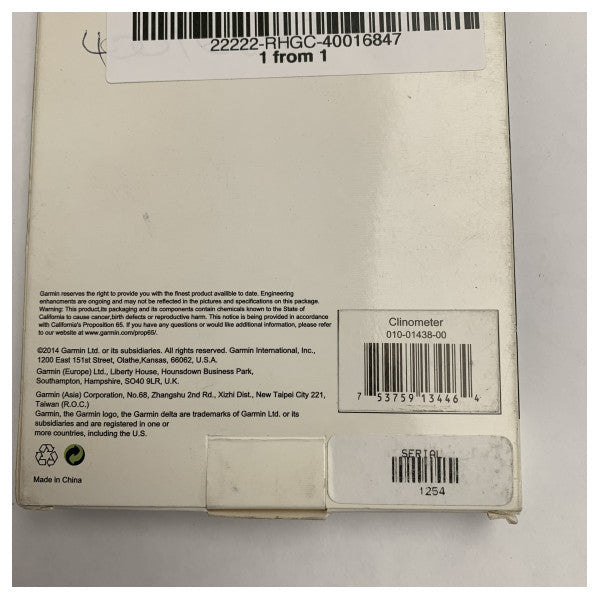 22222-RHGC-40016847
1 from 1
Garmin reserves the right to provide you with the finest product availible to date. Engineering
enhancments are ongoing and may not be reflected in the pictures and specifications on this package.
Warning: This product,its packaging and its components contain chemicals known to the State of
California to cause cancer,birth defects or reproductive harm. This notice is being provided in accordance
with California's Proposition 65. If you have any questions or would like additional information, please refer
to our website at www.garmin.com/prop65/.
©2014 Garmin Ltd. or its subsidiaries. All rights reserved. Garmin International, Inc.,
1200 East 151st Street, Olathe,Kansas, 66062, U.S.A.
Garmin (Europe) Ltd., Liberty House, Hounsdown Business Park,
Southampton, Hampshire, SO40 9LR, U.K.
Garmin (Asia) Corporation, No.68, Zhangshu 2nd Rd., Xizhi Dist., New Taipei City 221,
Taiwan (R.O.C.)
Garmin, the Garmin logo, the Garmin delta are trademarks of Garmin Ltd. or its
subsidiaries and are registered in one or
more countries, including the U.S.
Made in China
Clinometer
010-01438-00
7 53759 13446 4
SERIAL
1254